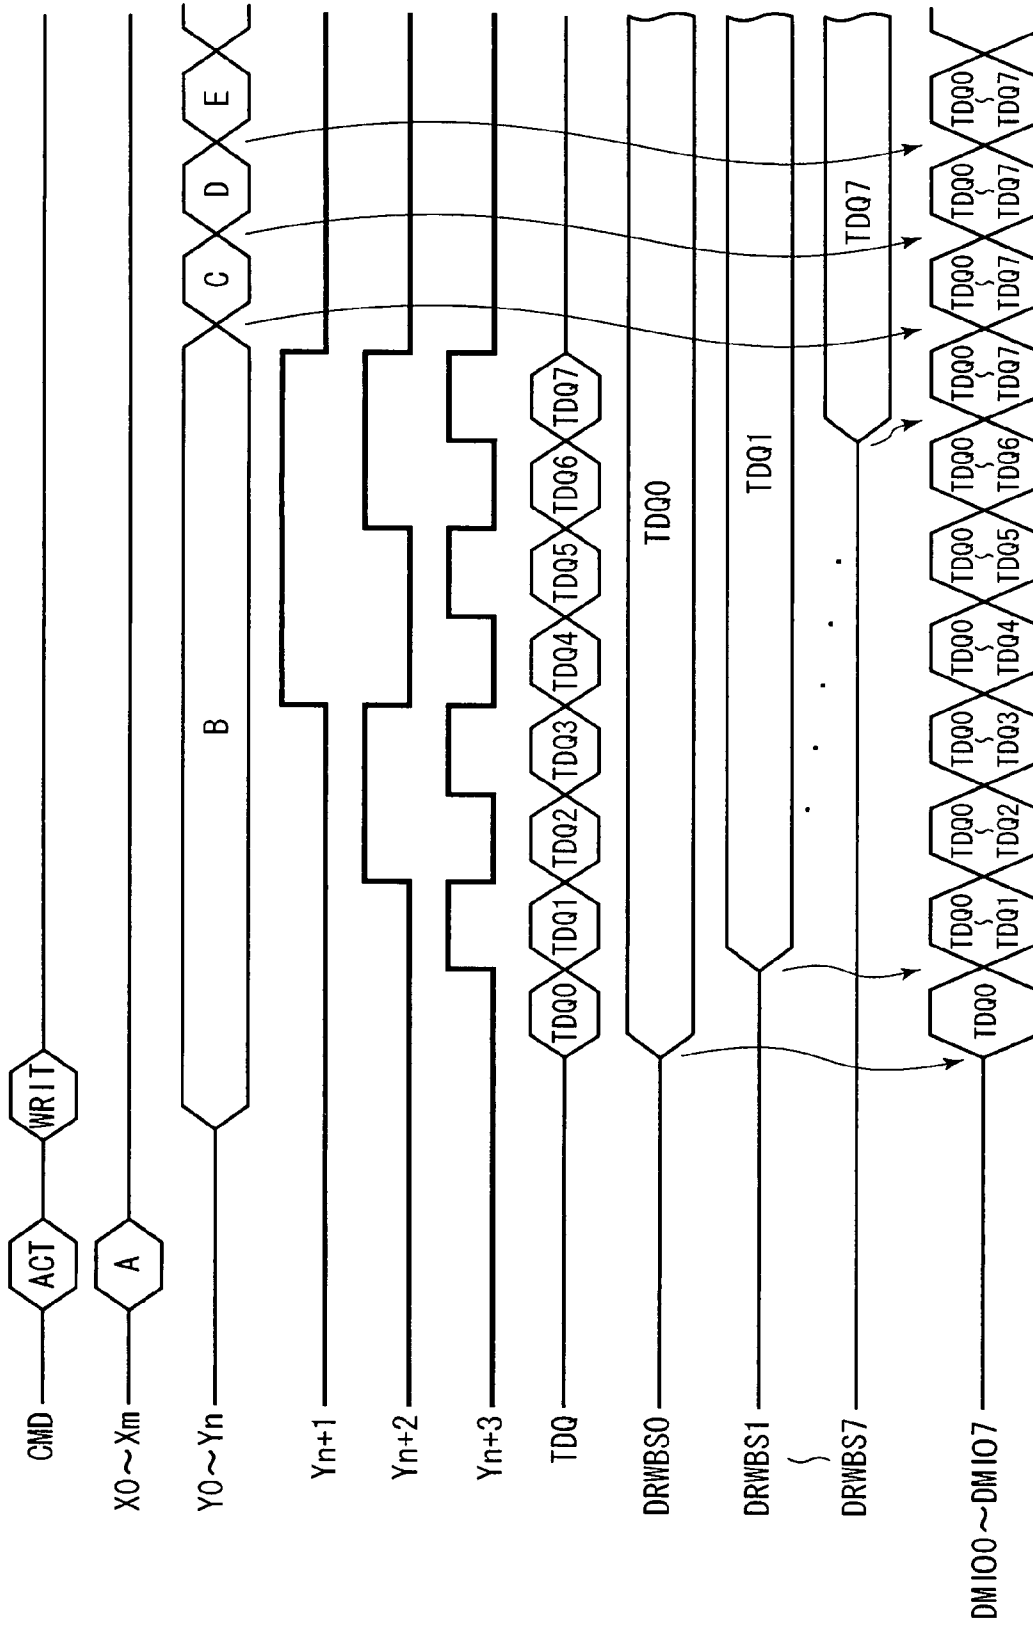 CMD
ACT
WRIT
X0~Xm
A
Y0~Yn
B
C
D
E
Yn+1
Yn+2
Yn+3
TDQ
TDQ0
TDQ1
TDQ2
TDQ3
TDQ4
TDQ5
TDQ6
TDQ7
DRWBS0
TDQ0
DRWBS1
TDQ1
~
DRWBS7
TDQ7
DMIO0~DMIO7
TDQ0
TDQ0
~
TDQ1
TDQ0
~
TDQ2
TDQ0
~
TDQ3
TDQ0
~
TDQ4
TDQ0
~
TDQ5
TDQ0
~
TDQ6
TDQ0
~
TDQ7
TDQ0
~
TDQ7
TDQ0
~
TDQ7
TDQ0
~
TDQ7